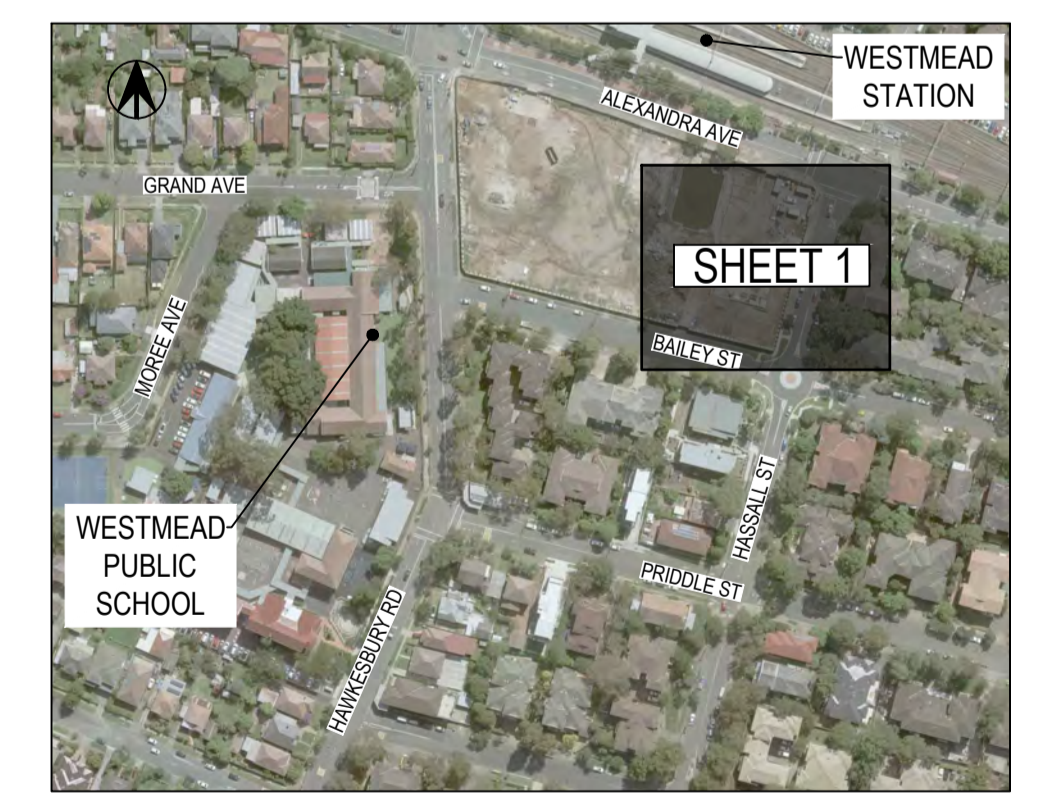 WESTMEAD
STATION
ALEXANDRA AVE
GRAND AVE
SHEET 1
MOREE AVE
BAILEY ST
HASSALL ST
WESTMEAD
PUBLIC
SCHOOL
PRIDDLE ST
HAWKESBURY RD